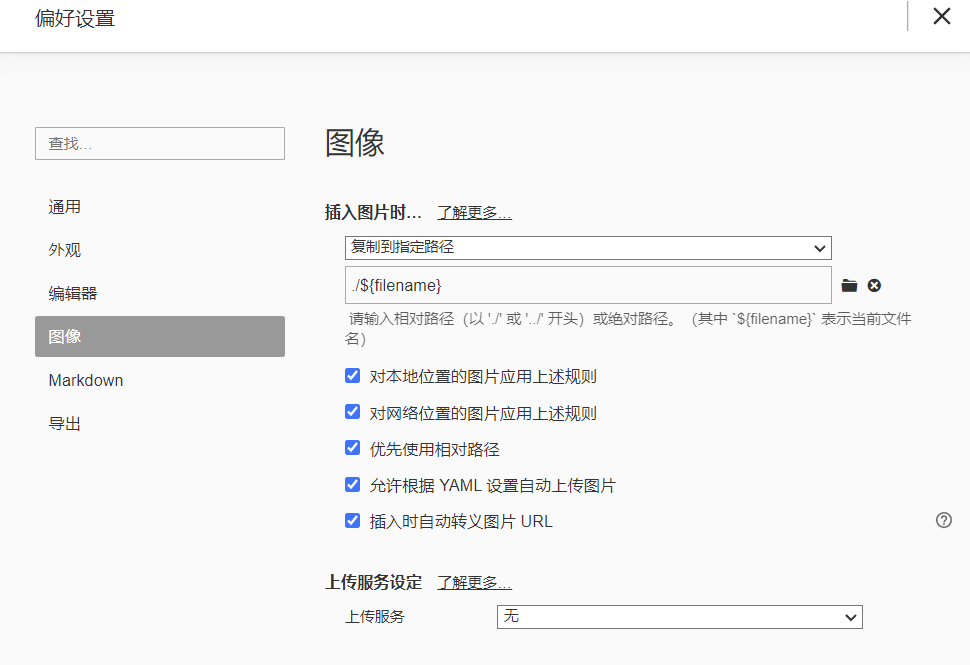 偏好设置
查找...
通用
外观
编辑器
图像
Markdown
导出
图像
插入图片时... 了解更多...
复制到指定路径
./${filename}
请输入相对路径（以 './' 或 '../' 开头）或绝对路径。（其中 `${filename}` 表示当前文件
名）
对本地位置的图片应用上述规则
对网络位置的图片应用上述规则
优先使用相对路径
允许根据 YAML 设置自动上传图片
插入时自动转义图片 URL
上传服务设定 了解更多...
上传服务 无